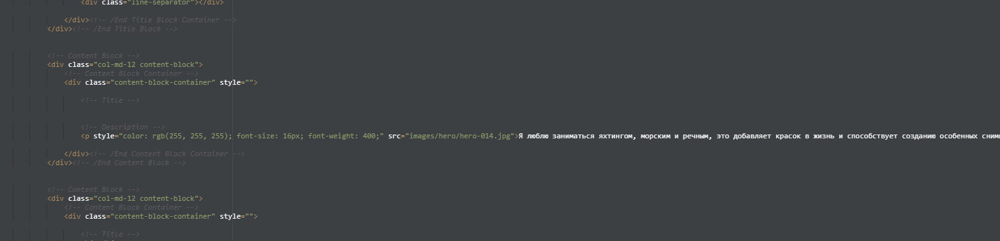 <div class="line-separator"></div>
</div><!-- /End Title Block Container -->
</div><!-- /End Title Block -->
<!-- Content Block -->
<div class="col-md-12 content-block">
<!-- Content Block Container -->
<div class="content-block-container" style="">
<!-- Title -->
<!-- Description -->
<p style="color: rgb(255, 255, 255); font-size: 16px; font-weight: 400;" src="images/hero/hero-014.jpg">Я люблю заниматься яхтингом, морским и речным, это добавляет красок в жизнь и способствует созданию особенных
</div><!-- /End Content Block Container -->
</div><!-- /End Content Block -->
<!-- Content Block -->
<div class="col-md-12 content-block">
<!-- Content Block Container -->
<div class="content-block-container" style="">
<!-- Title -->